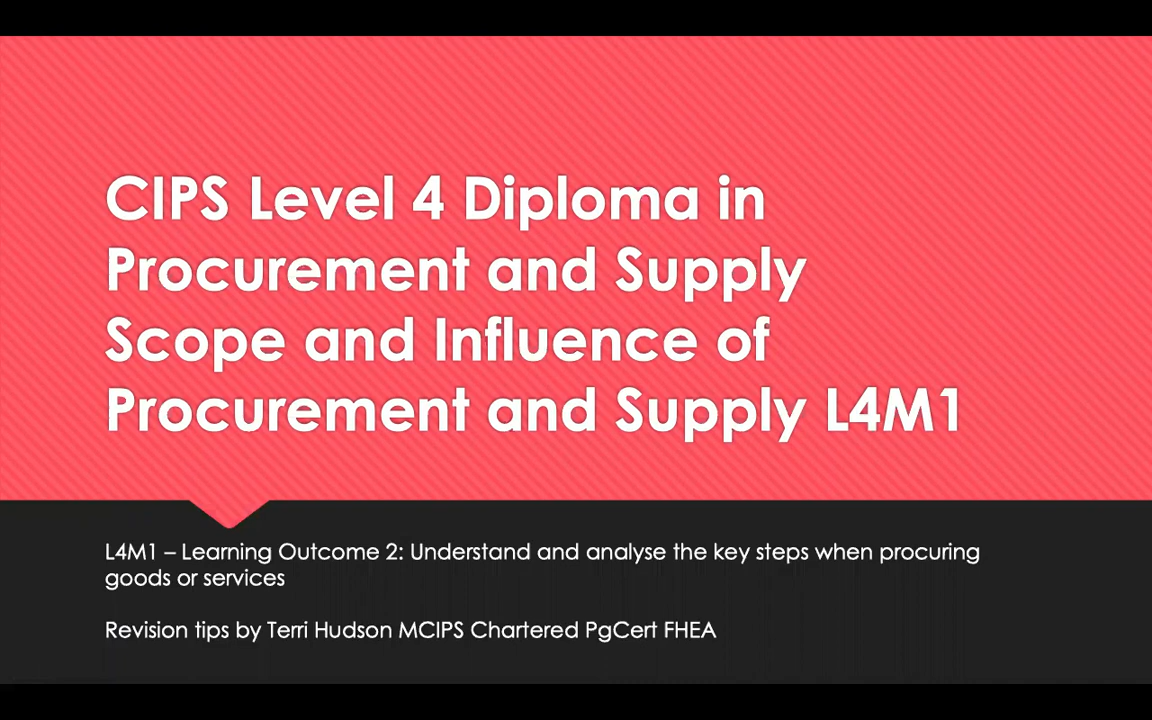 CIPS Level 4 Diploma in
Procurement and Supply
Scope and Influence of
Procurement and Supply L4M1
L4M1 – Learning Outcome 2: Understand and analyse the key steps when procuring
goods or services
Revision tips by Terri Hudson MCIPS Chartered PgCert FHEA